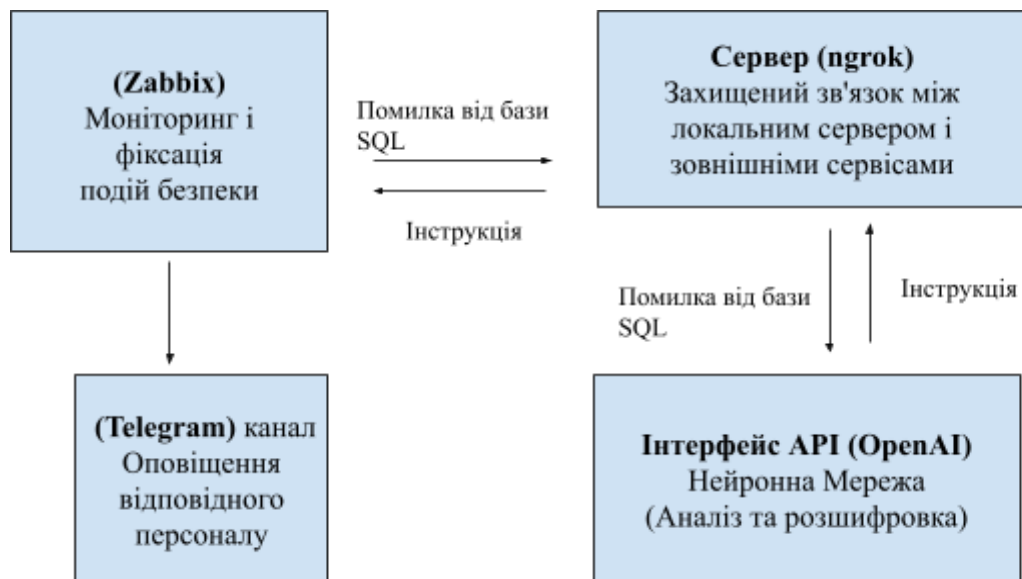 (Zabbix)
Моніторинг і
фіксація
подій безпеки
Помилка від бази
SQL
Інструкція
Сервер (ngrok)
Захищений зв'язок між
локальним сервером і
зовнішніми сервісами
Помилка від бази
SQL
Інструкція
(Telegram) канал
Оповіщення
відповідного
персоналу
Інтерфейс API (OpenAI)
Нейронна Мережа
(Аналіз та розшифровка)